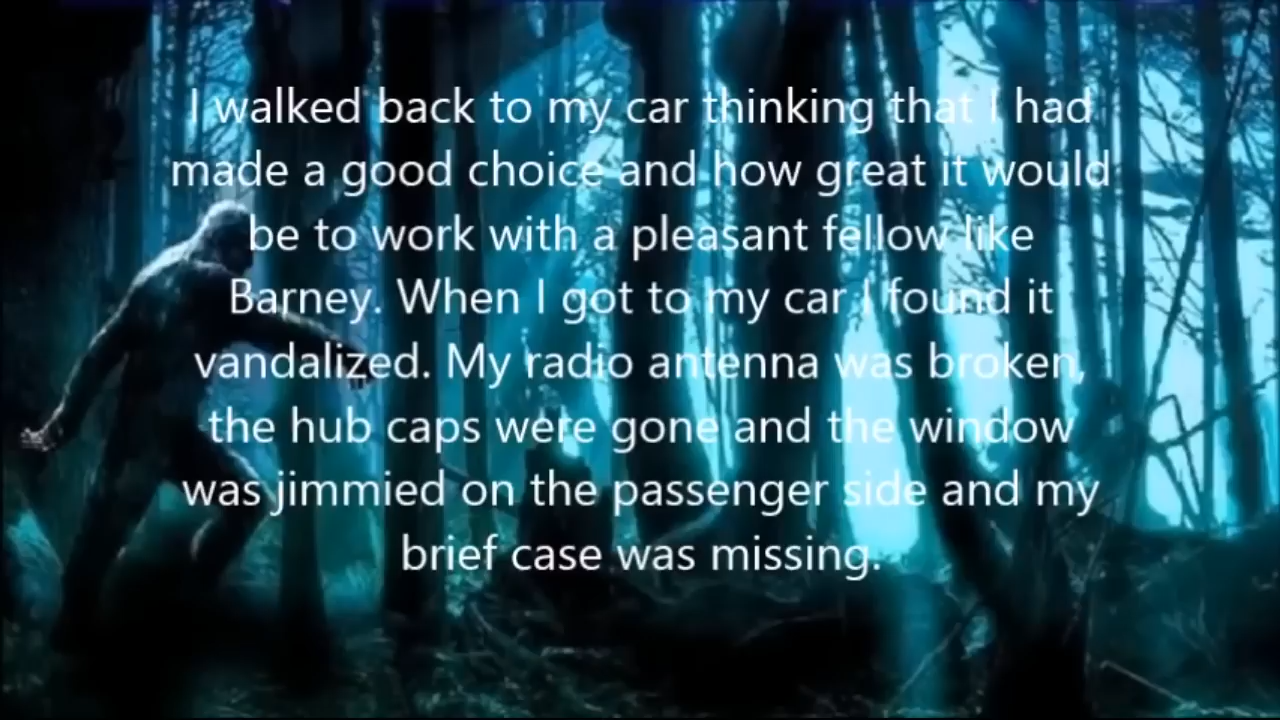 I walked back to my car thinking that I had
made a good choice and how great it would
be to work with a pleasant fellow like
Barney. When I got to my car I found it
vandalized. My radio antenna was broken,
the hub caps were gone and the window
was jimmied on the passenger side and my
brief case was missing.